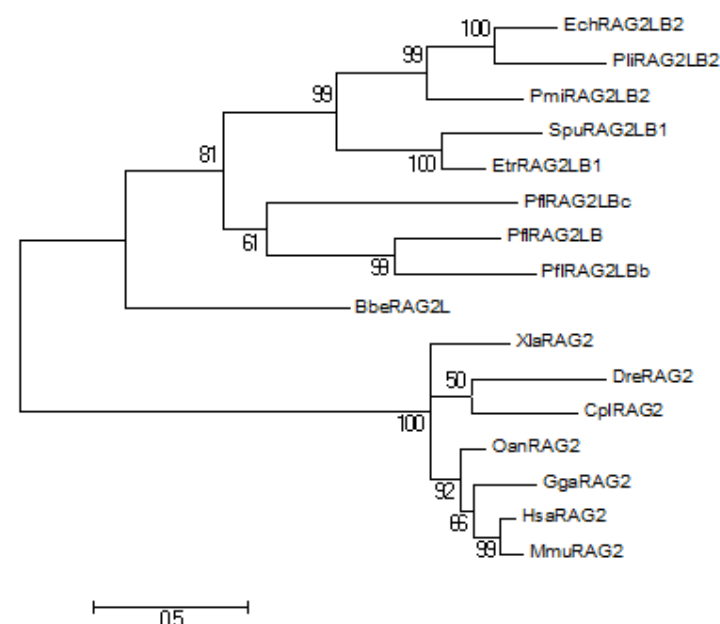 100
EchRAG2LB2
99
PliRAG2LB2
99
PmiRAG2LB2
SpuRAG2LB1
81
100
EtrRAG2LB1
PflRAG2LBc
61
PflRAG2LB
99
PflRAG2LBb
BbeRAG2L
XlaRAG2
50
DreRAG2
100
CplRAG2
OanRAG2
92
GgaRAG2
66
HsaRAG2
99
MmuRAG2
0.5